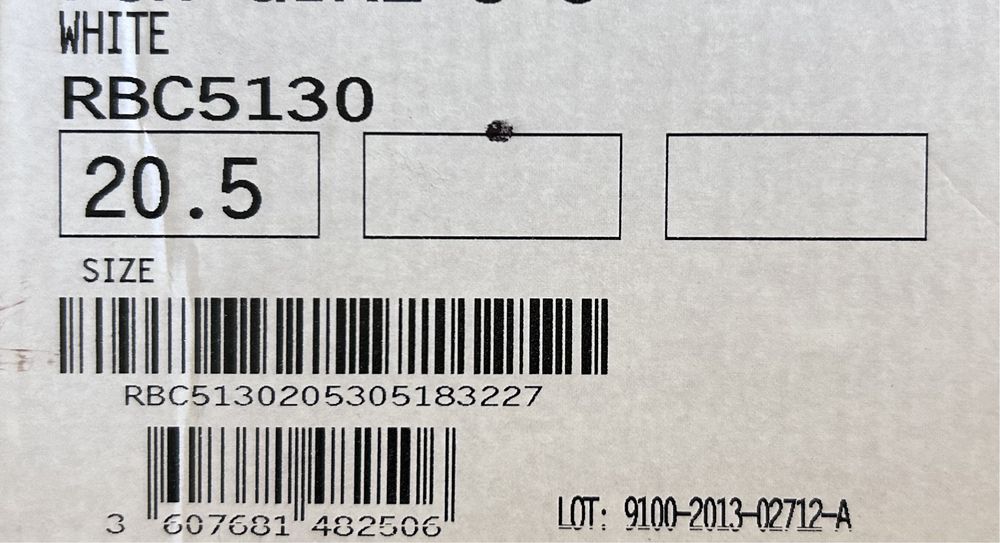 WHITE
RBC5130
20.5
SIZE
RBC5130205305183227
3 607681 482506
LOT: 9100-2013-02712-A